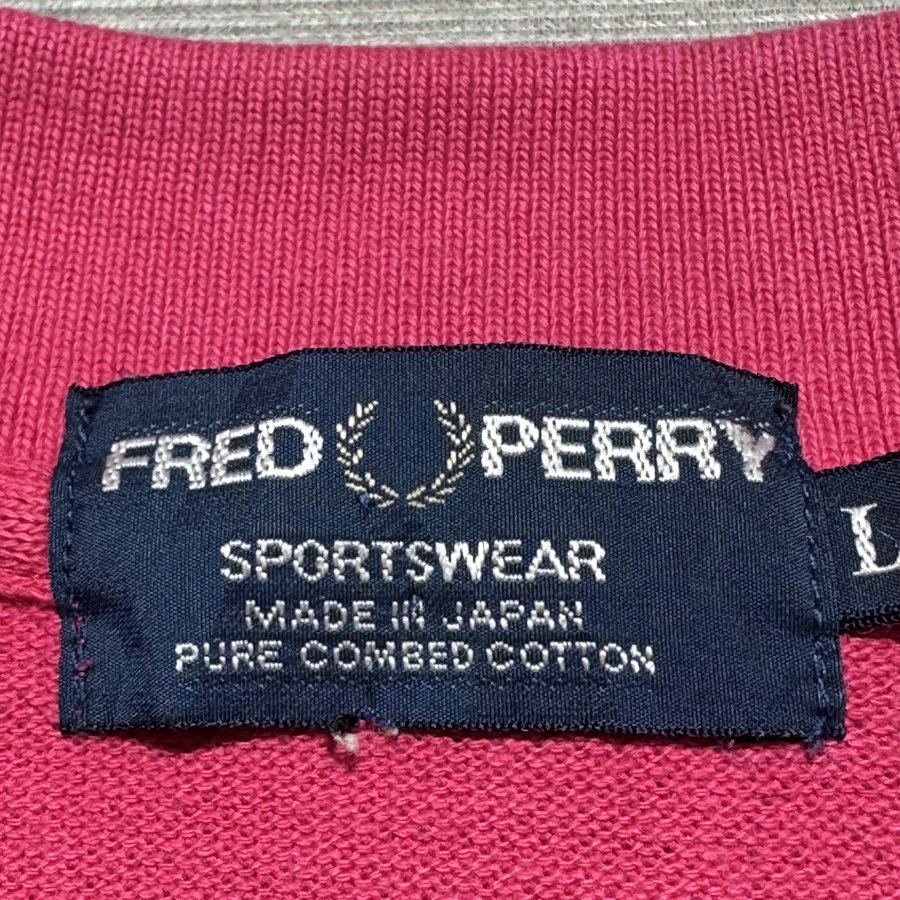 FRED PERRY
L
SPORTSWEAR
MADE IN JAPAN
PURE COMBED COTTON